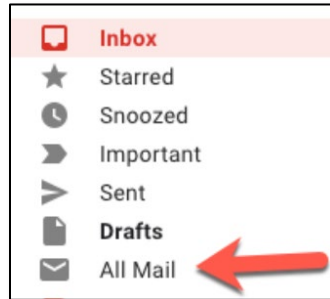 Inbox
Starred
Snoozed
Important
Sent
Drafts
All Mail